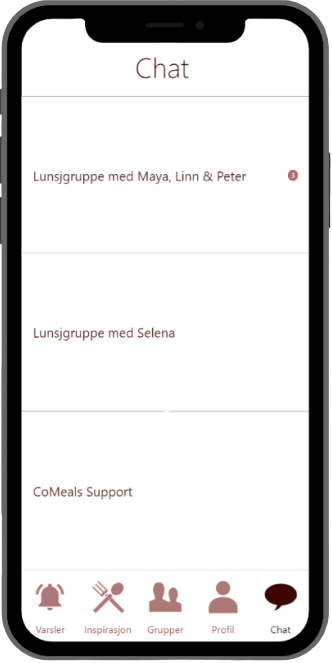 Chat
Lunsjgruppe med Maya, Linn & Peter
3
Lunsjgruppe med Selena
CoMeals Support
Varsler
Inspirasjon
Grupper
Profil
Chat